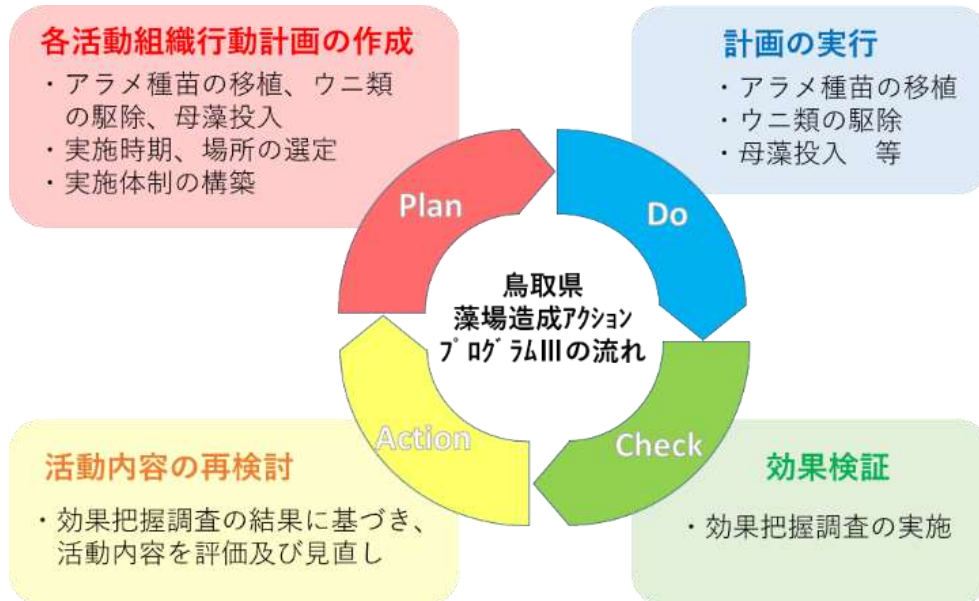 各活動組織行動計画の作成
・アラメ種苗の移植、ウニ類
の駆除、母藻投入
・実施時期、場所の選定
・実施体制の構築
計画の実行
・アラメ種苗の移植
・ウニ類の駆除
・母藻投入　等
Plan
Do
鳥取県
藻場造成ｱｸｼｮﾝ
ﾌﾟﾛｸﾞﾗﾑⅢの流れ
Action
Check
活動内容の再検討
・効果把握調査の結果に基づき、
活動内容を評価及び見直し
効果検証
・効果把握調査の実施